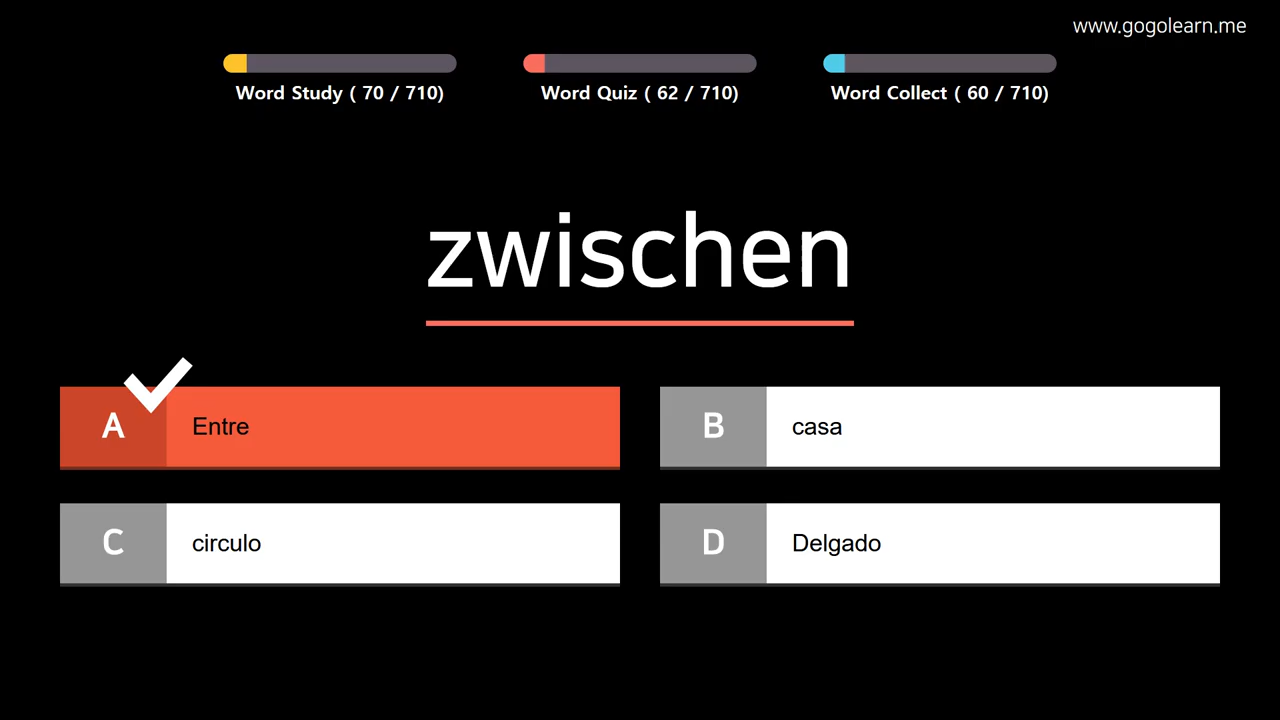 www.gogolearn.me
Word Study ( 70 / 710)
Word Quiz ( 62 / 710)
Word Collect ( 60 / 710)
zwischen
A Entre
B casa
C circulo
D Delgado